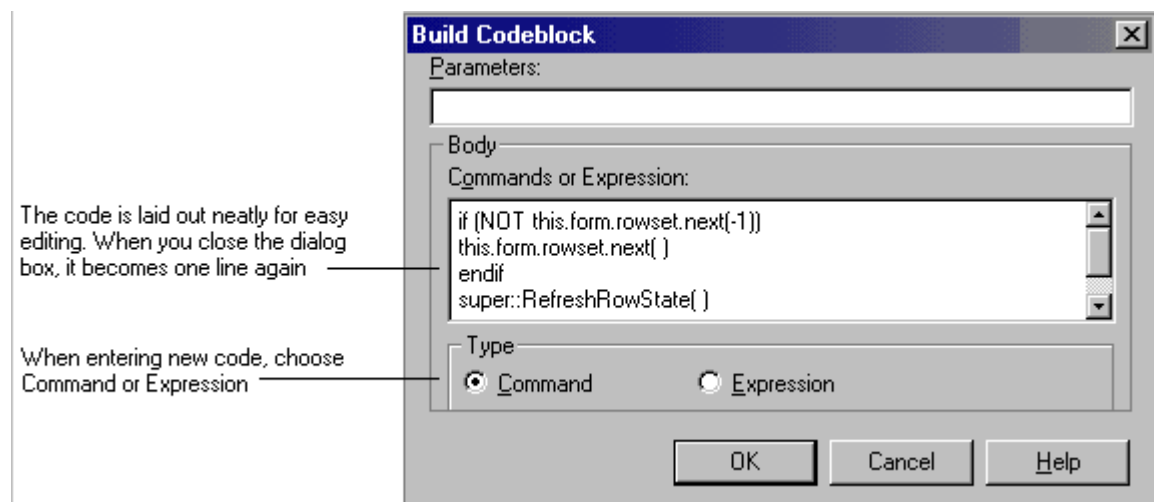 Build Codeblock
Parameters:
Body
Commands or Expression:
The code is laid out neatly for easy
editing. When you close the dialog
box, it becomes one line again
if (NOT this.form.rowset.next(-1))
this.form.rowset.next( )
endif
super::RefreshRowState( )
When entering new code, choose
Command or Expression
Type
Command
Expression
OK
Cancel
Help